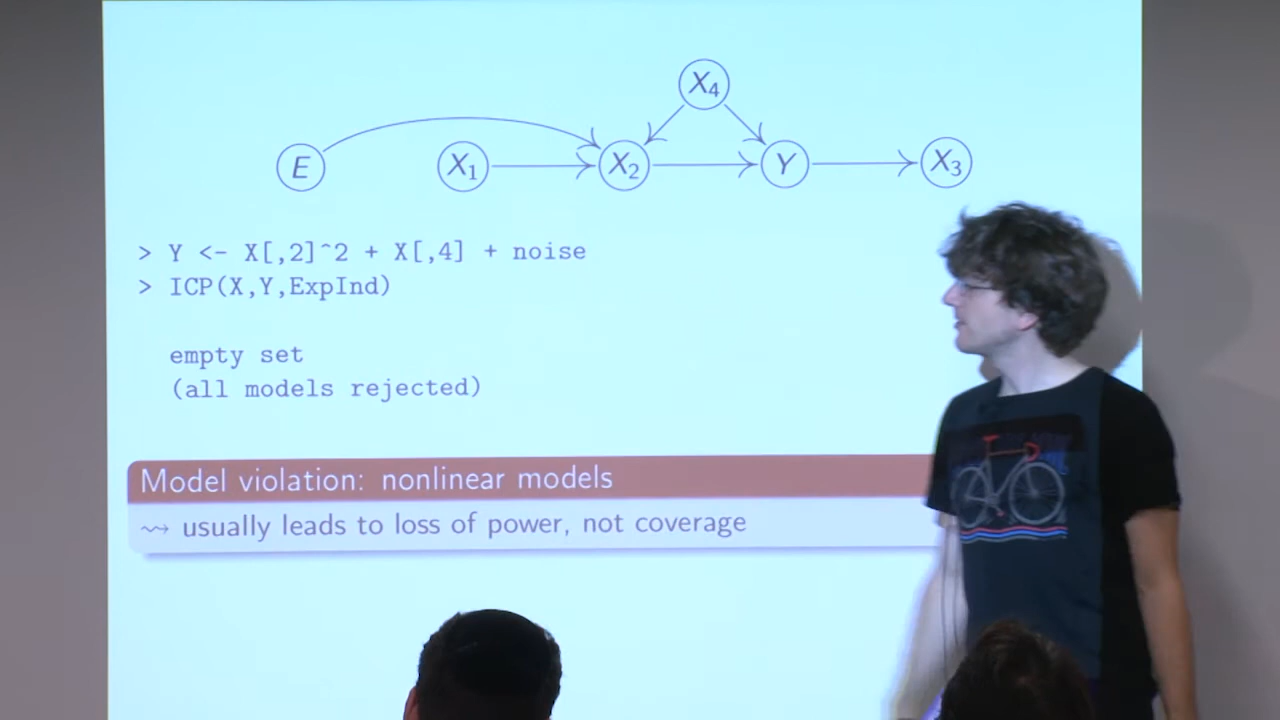 X₄
E X₁ X₂ Y X₃
> Y <- X[,2]^2 + X[,4] + noise
> ICP(X,Y,ExpInd)
empty set
(all models rejected)
Model violation: nonlinear models
⇝ usually leads to loss of power, not coverage